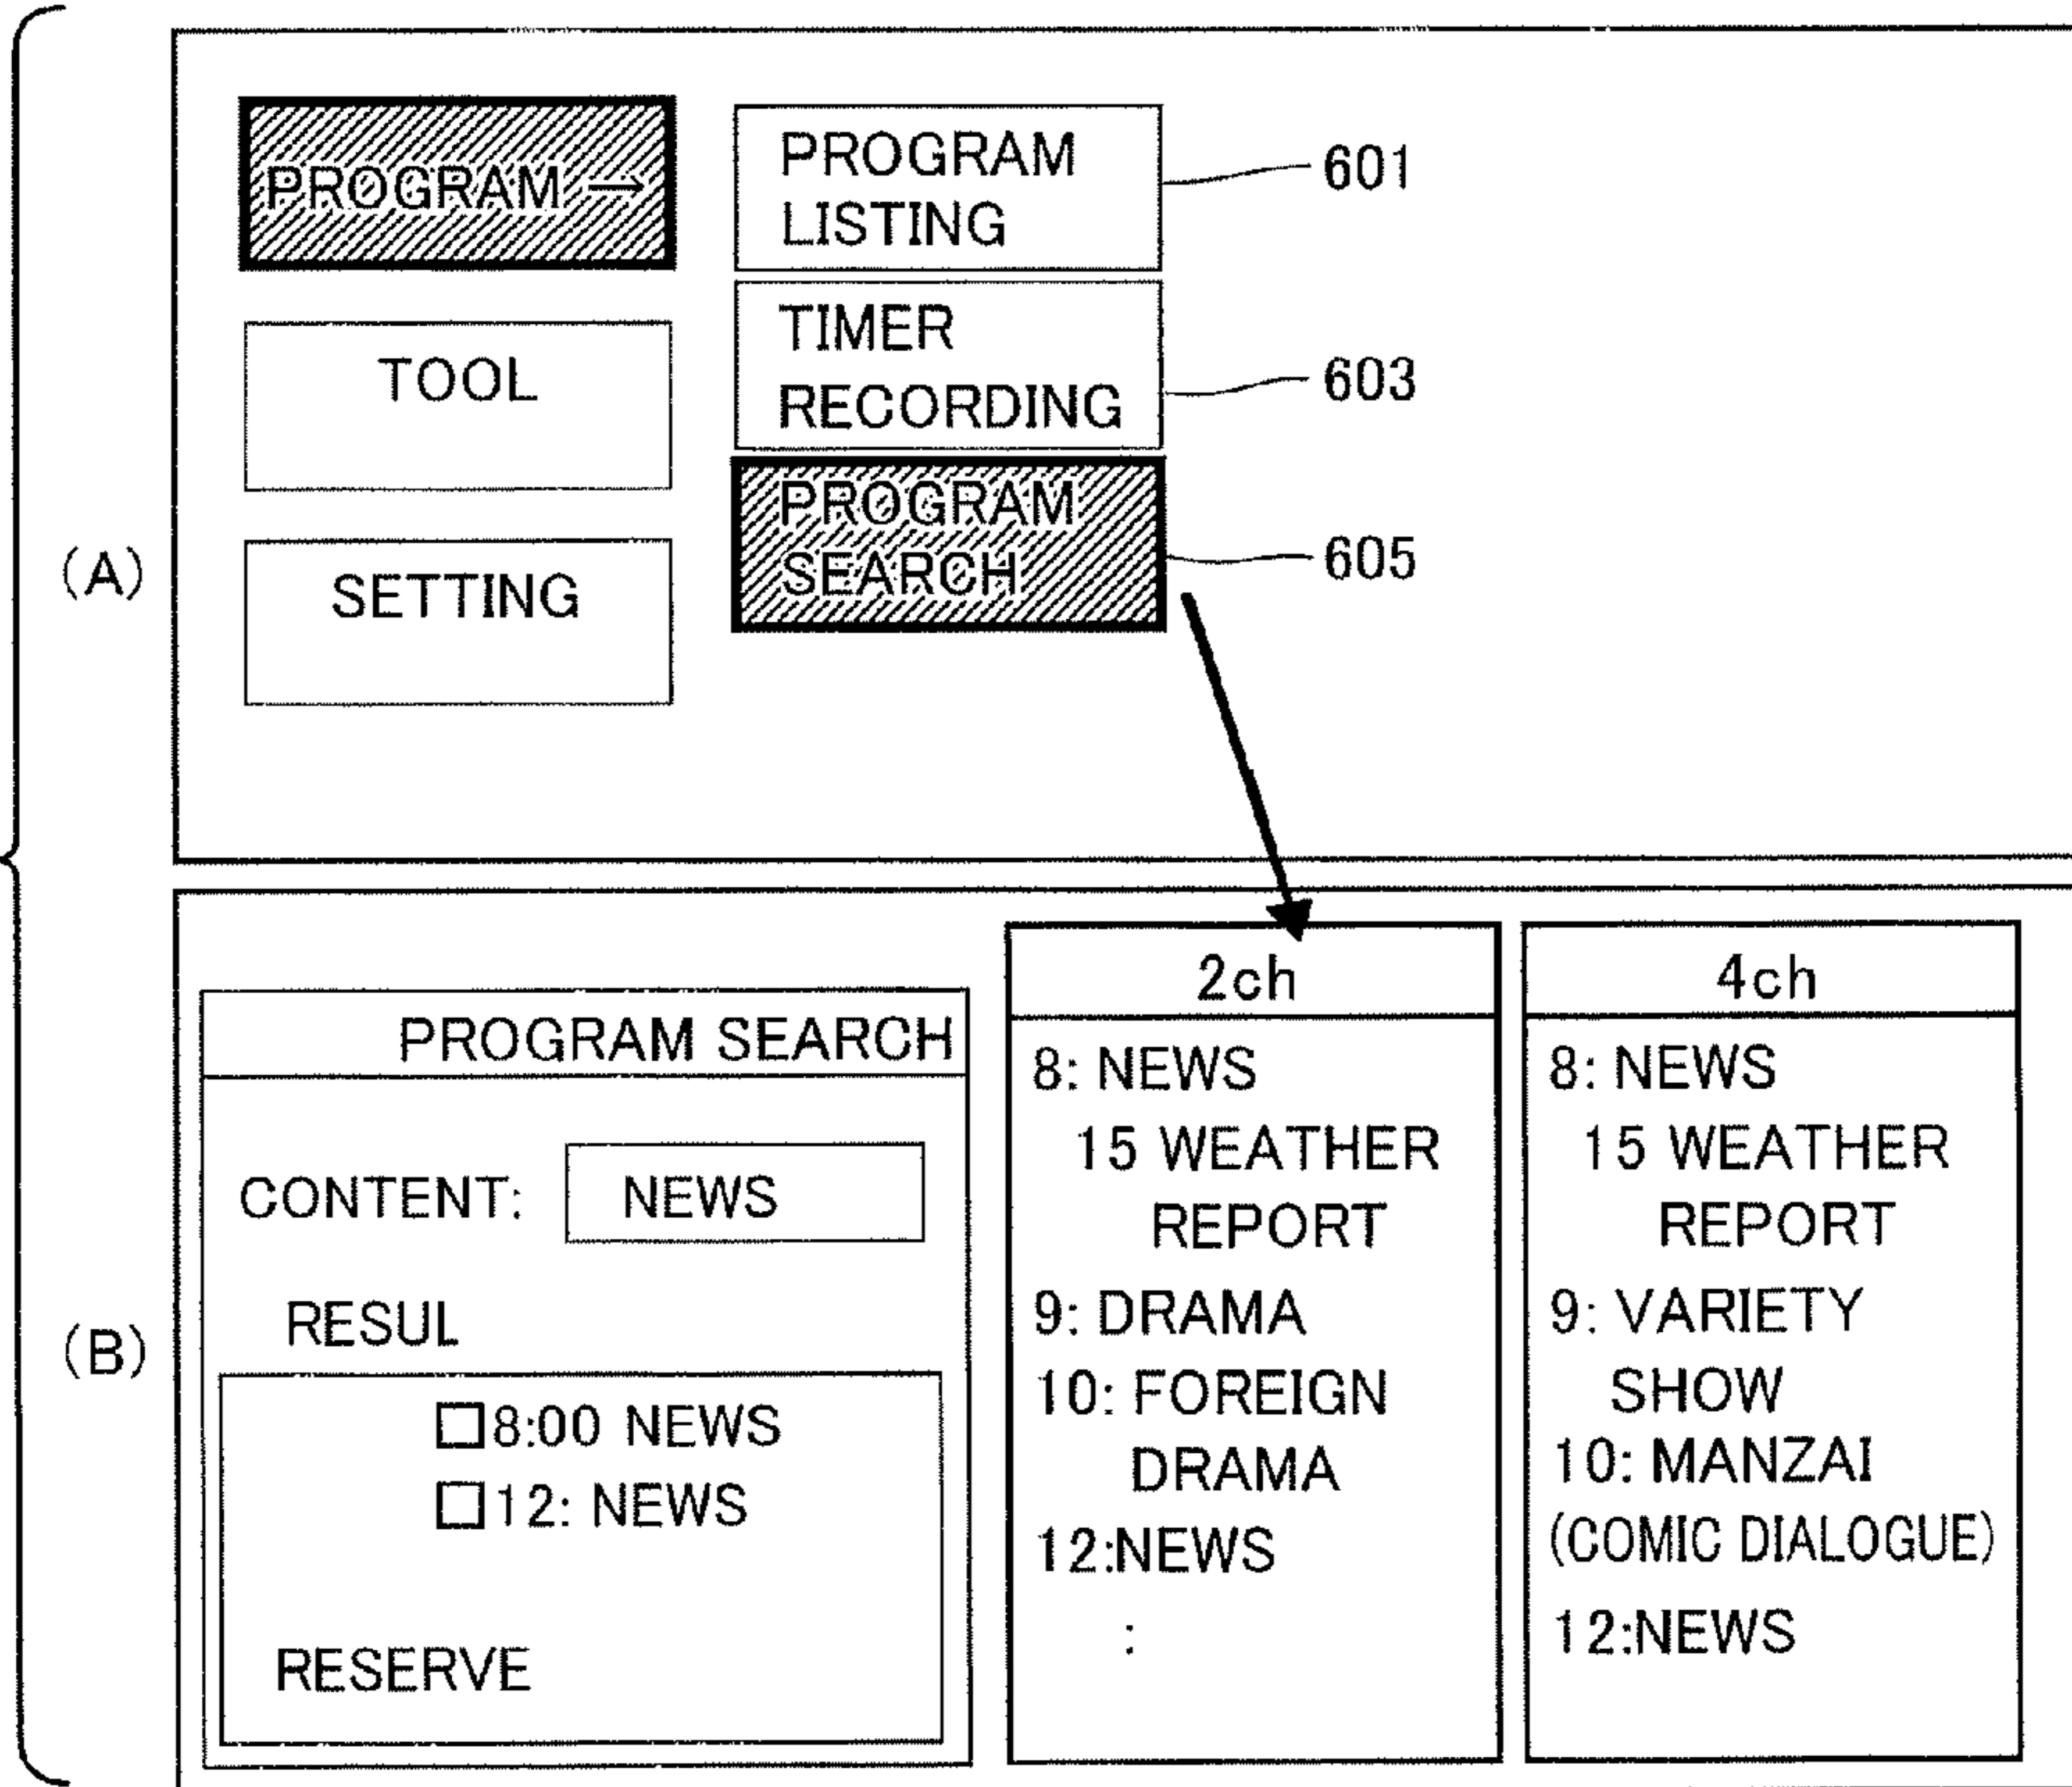 (A)
PROGRAM →
TOOL
SETTING
PROGRAM
LISTING
601
TIMER
RECORDING
603
PROGRAM
SEARCH
605
(B)
PROGRAM SEARCH
CONTENT: NEWS
RESUL
□8:00 NEWS
□12: NEWS
RESERVE
2ch
8: NEWS
15 WEATHER
REPORT
9: DRAMA
10: FOREIGN
DRAMA
12:NEWS
:
4ch
8: NEWS
15 WEATHER
REPORT
9: VARIETY
SHOW
10: MANZAI
(COMIC DIALOGUE)
12:NEWS